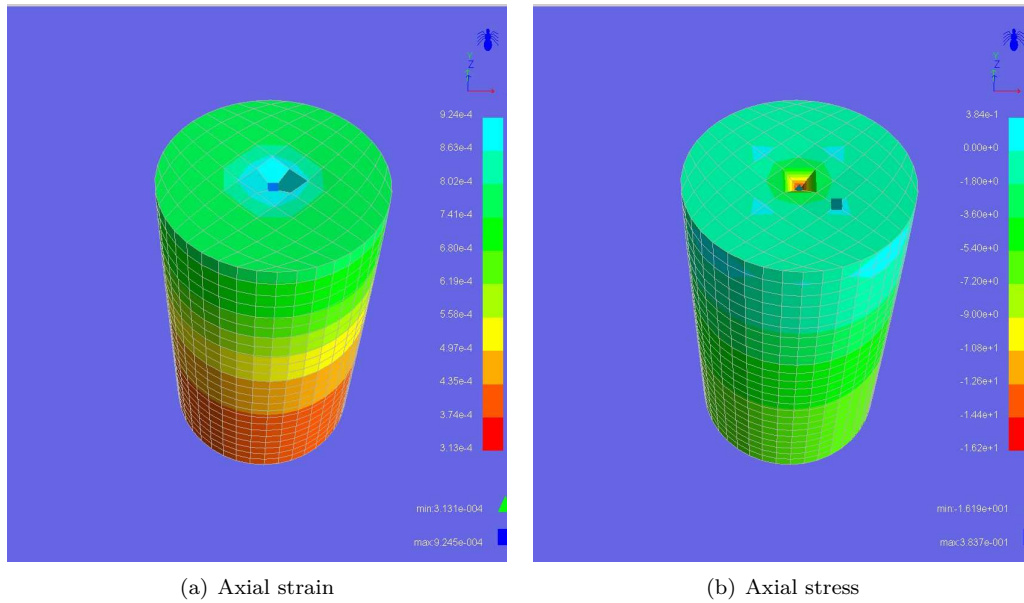 Y
Z
9.24e-4
8.63e-4
8.02e-4
7.41e-4
6.80e-4
6.19e-4
5.58e-4
4.97e-4
4.35e-4
3.74e-4
3.13e-4
min:3.131e-004
max:9.245e-004
(a) Axial strain
Y
Z
3.84e-1
0.00e+0
-1.80e+0
-3.60e+0
-5.40e+0
-7.20e+0
-9.00e+0
-1.08e+1
-1.26e+1
-1.44e+1
-1.62e+1
min:-1.619e+001
max:3.837e-001
(b) Axial stress